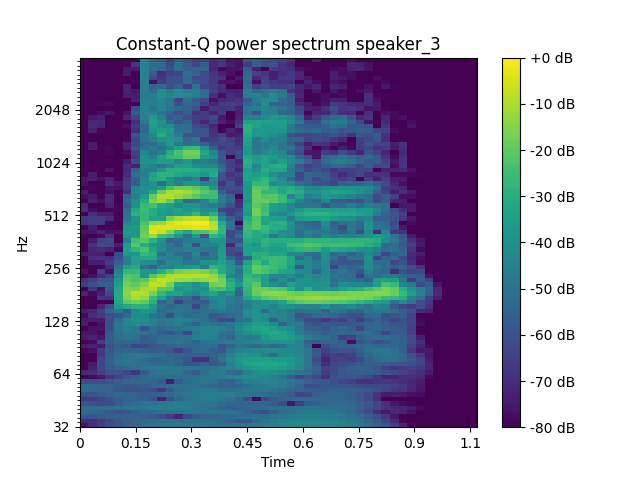 Constant-Q power spectrum speaker_3
Hz
2048
1024
512
256
128
64
32
0 0.15 0.3 0.45 0.6 0.75 0.9 1.1
Time
+0 dB
-10 dB
-20 dB
-30 dB
-40 dB
-50 dB
-60 dB
-70 dB
-80 dB